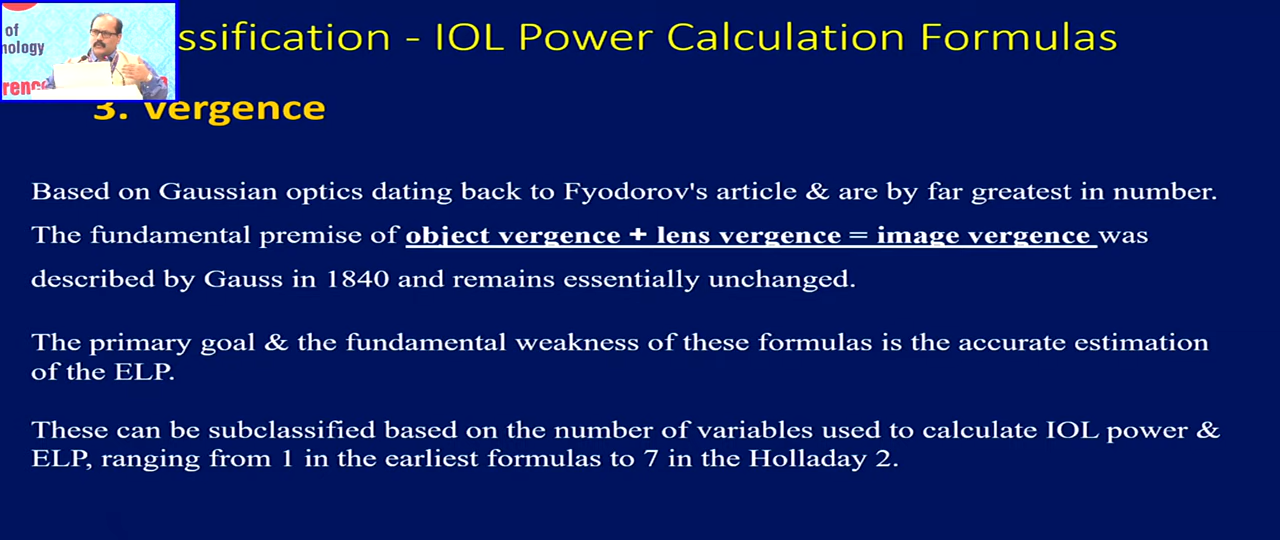 of
nology
rence
ssification - IOL Power Calculation Formulas
3. Vergence
Based on Gaussian optics dating back to Fyodorov's article & are by far greatest in number.
The fundamental premise of object vergence + lens vergence = image vergence was
described by Gauss in 1840 and remains essentially unchanged.
The primary goal & the fundamental weakness of these formulas is the accurate estimation
of the ELP.
These can be subclassified based on the number of variables used to calculate IOL power &
ELP, ranging from 1 in the earliest formulas to 7 in the Holladay 2.